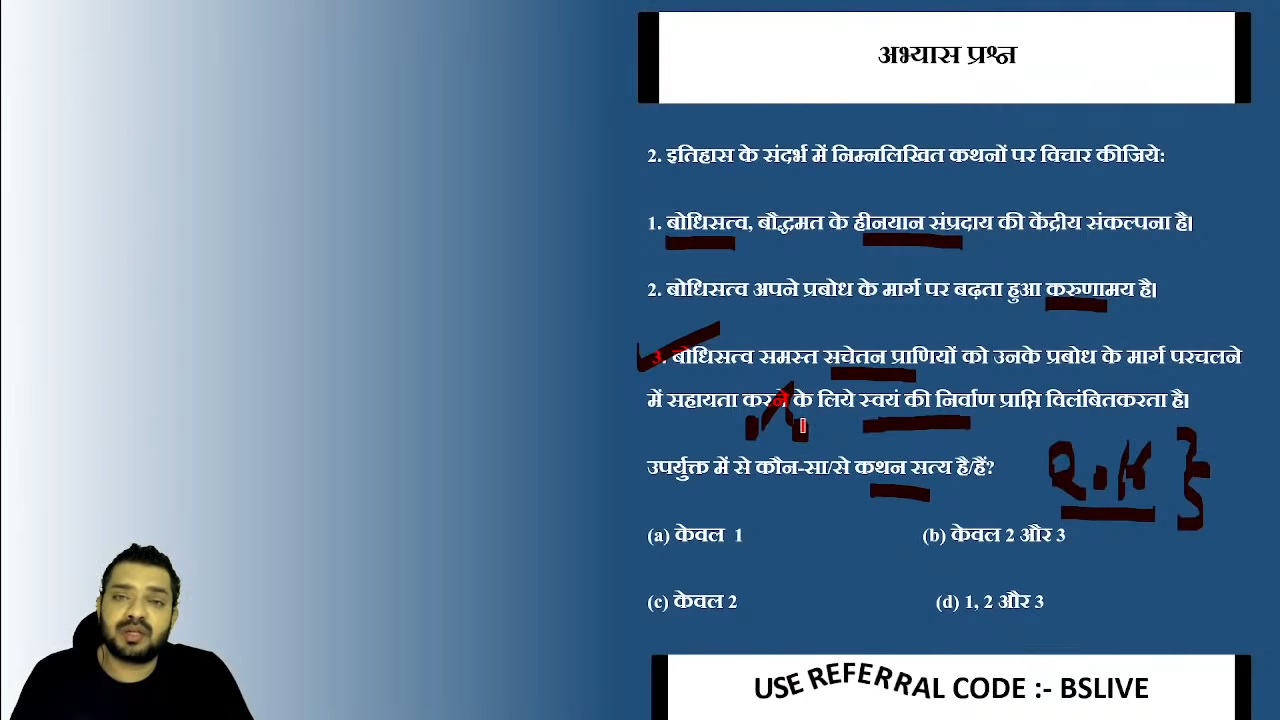 अभ्यास प्रश्न
2. इतिहास के संदर्भ में निम्नलिखित कथनों पर विचार कीजिये:
1. बोधिसत्व, बौद्धमत के हीनयान संप्रदाय की केंद्रीय संकल्पना है।
2. बोधिसत्व अपने प्रबोध के मार्ग पर बढ़ता हुआ करुणामय है।
3. बोधिसत्व समस्त सचेतन प्राणियों को उनके प्रबोध के मार्ग परचलने
में सहायता करने के लिये स्वयं की निर्वाण प्राप्ति विलंबितकरता है।
उपर्युक्त में से कौन-सा/से कथन सत्य है/हैं?
(a) केवल 1
(b) केवल 2 और 3
(c) केवल 2
(d) 1, 2 और 3
USE REFERRAL CODE :- BSLIVE